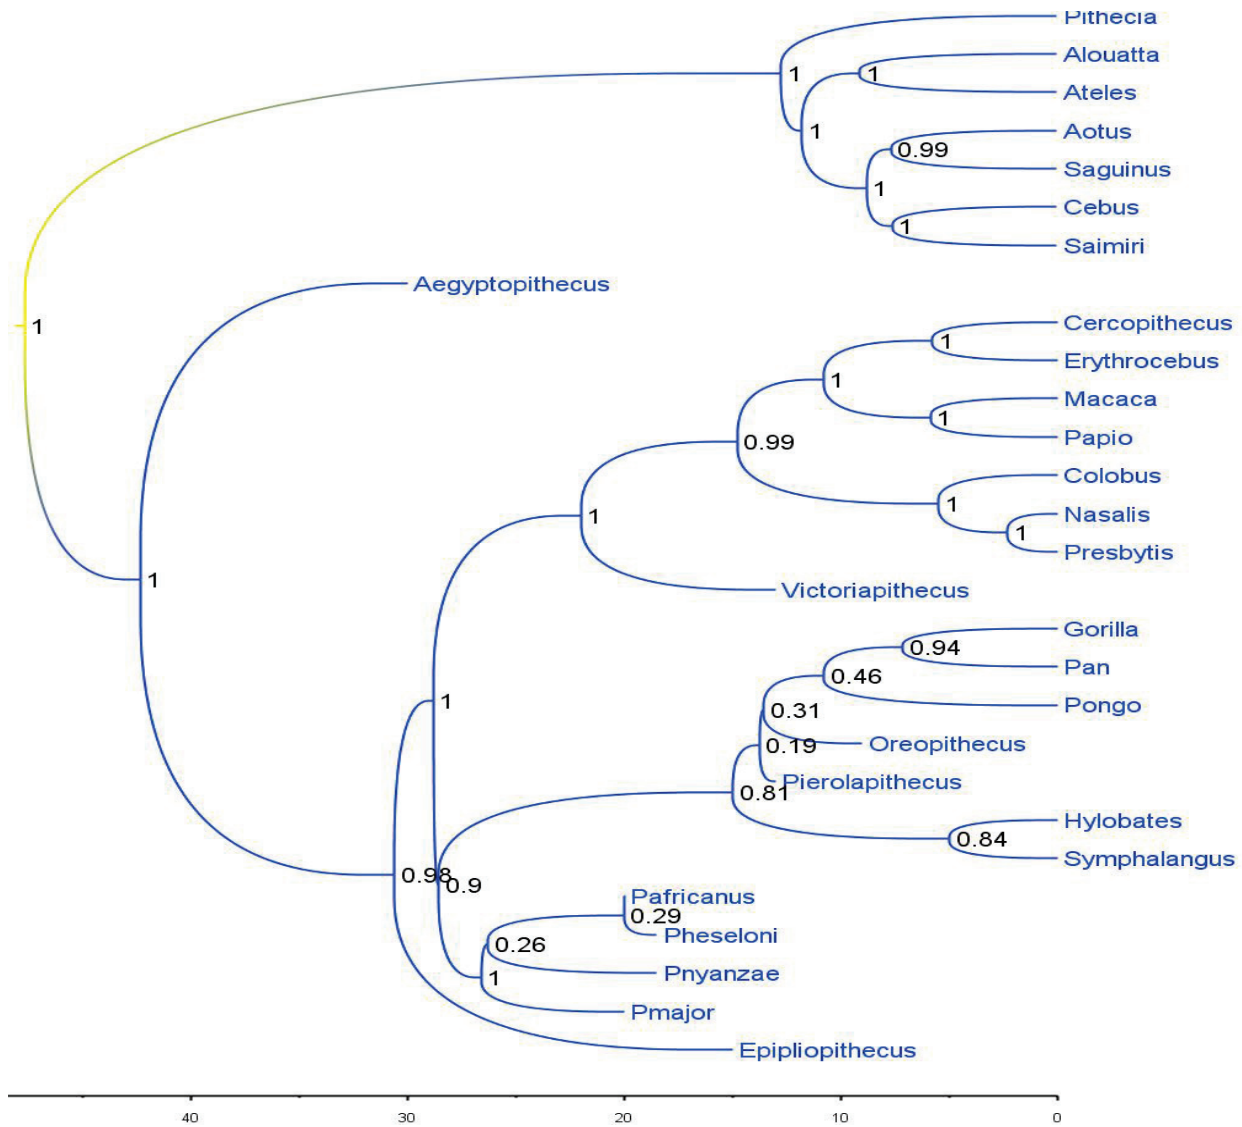 Pithecia
Alouatta
1
1
Ateles
1
Aotus
0.99
Saguinus
1
Cebus
1
Saimiri
Aegyptopithecus
1
Cercopithecus
1
Erythrocebus
1
Macaca
1
Papio
0.99
Colobus
1
Nasalis
1
1
Presbytis
1
Victoriapithecus
Gorilla
0.94
Pan
0.46
Pongo
1
0.31
Oreopithecus
0.19
Pierolapithecus
0.81
Hylobates
0.84
Symphalangus
0.98
0.9
Pafricanus
0.29
Pheseloni
0.26
Pnyanzae
1
Pmajor
Epipliopithecus
40 30 20 10 0